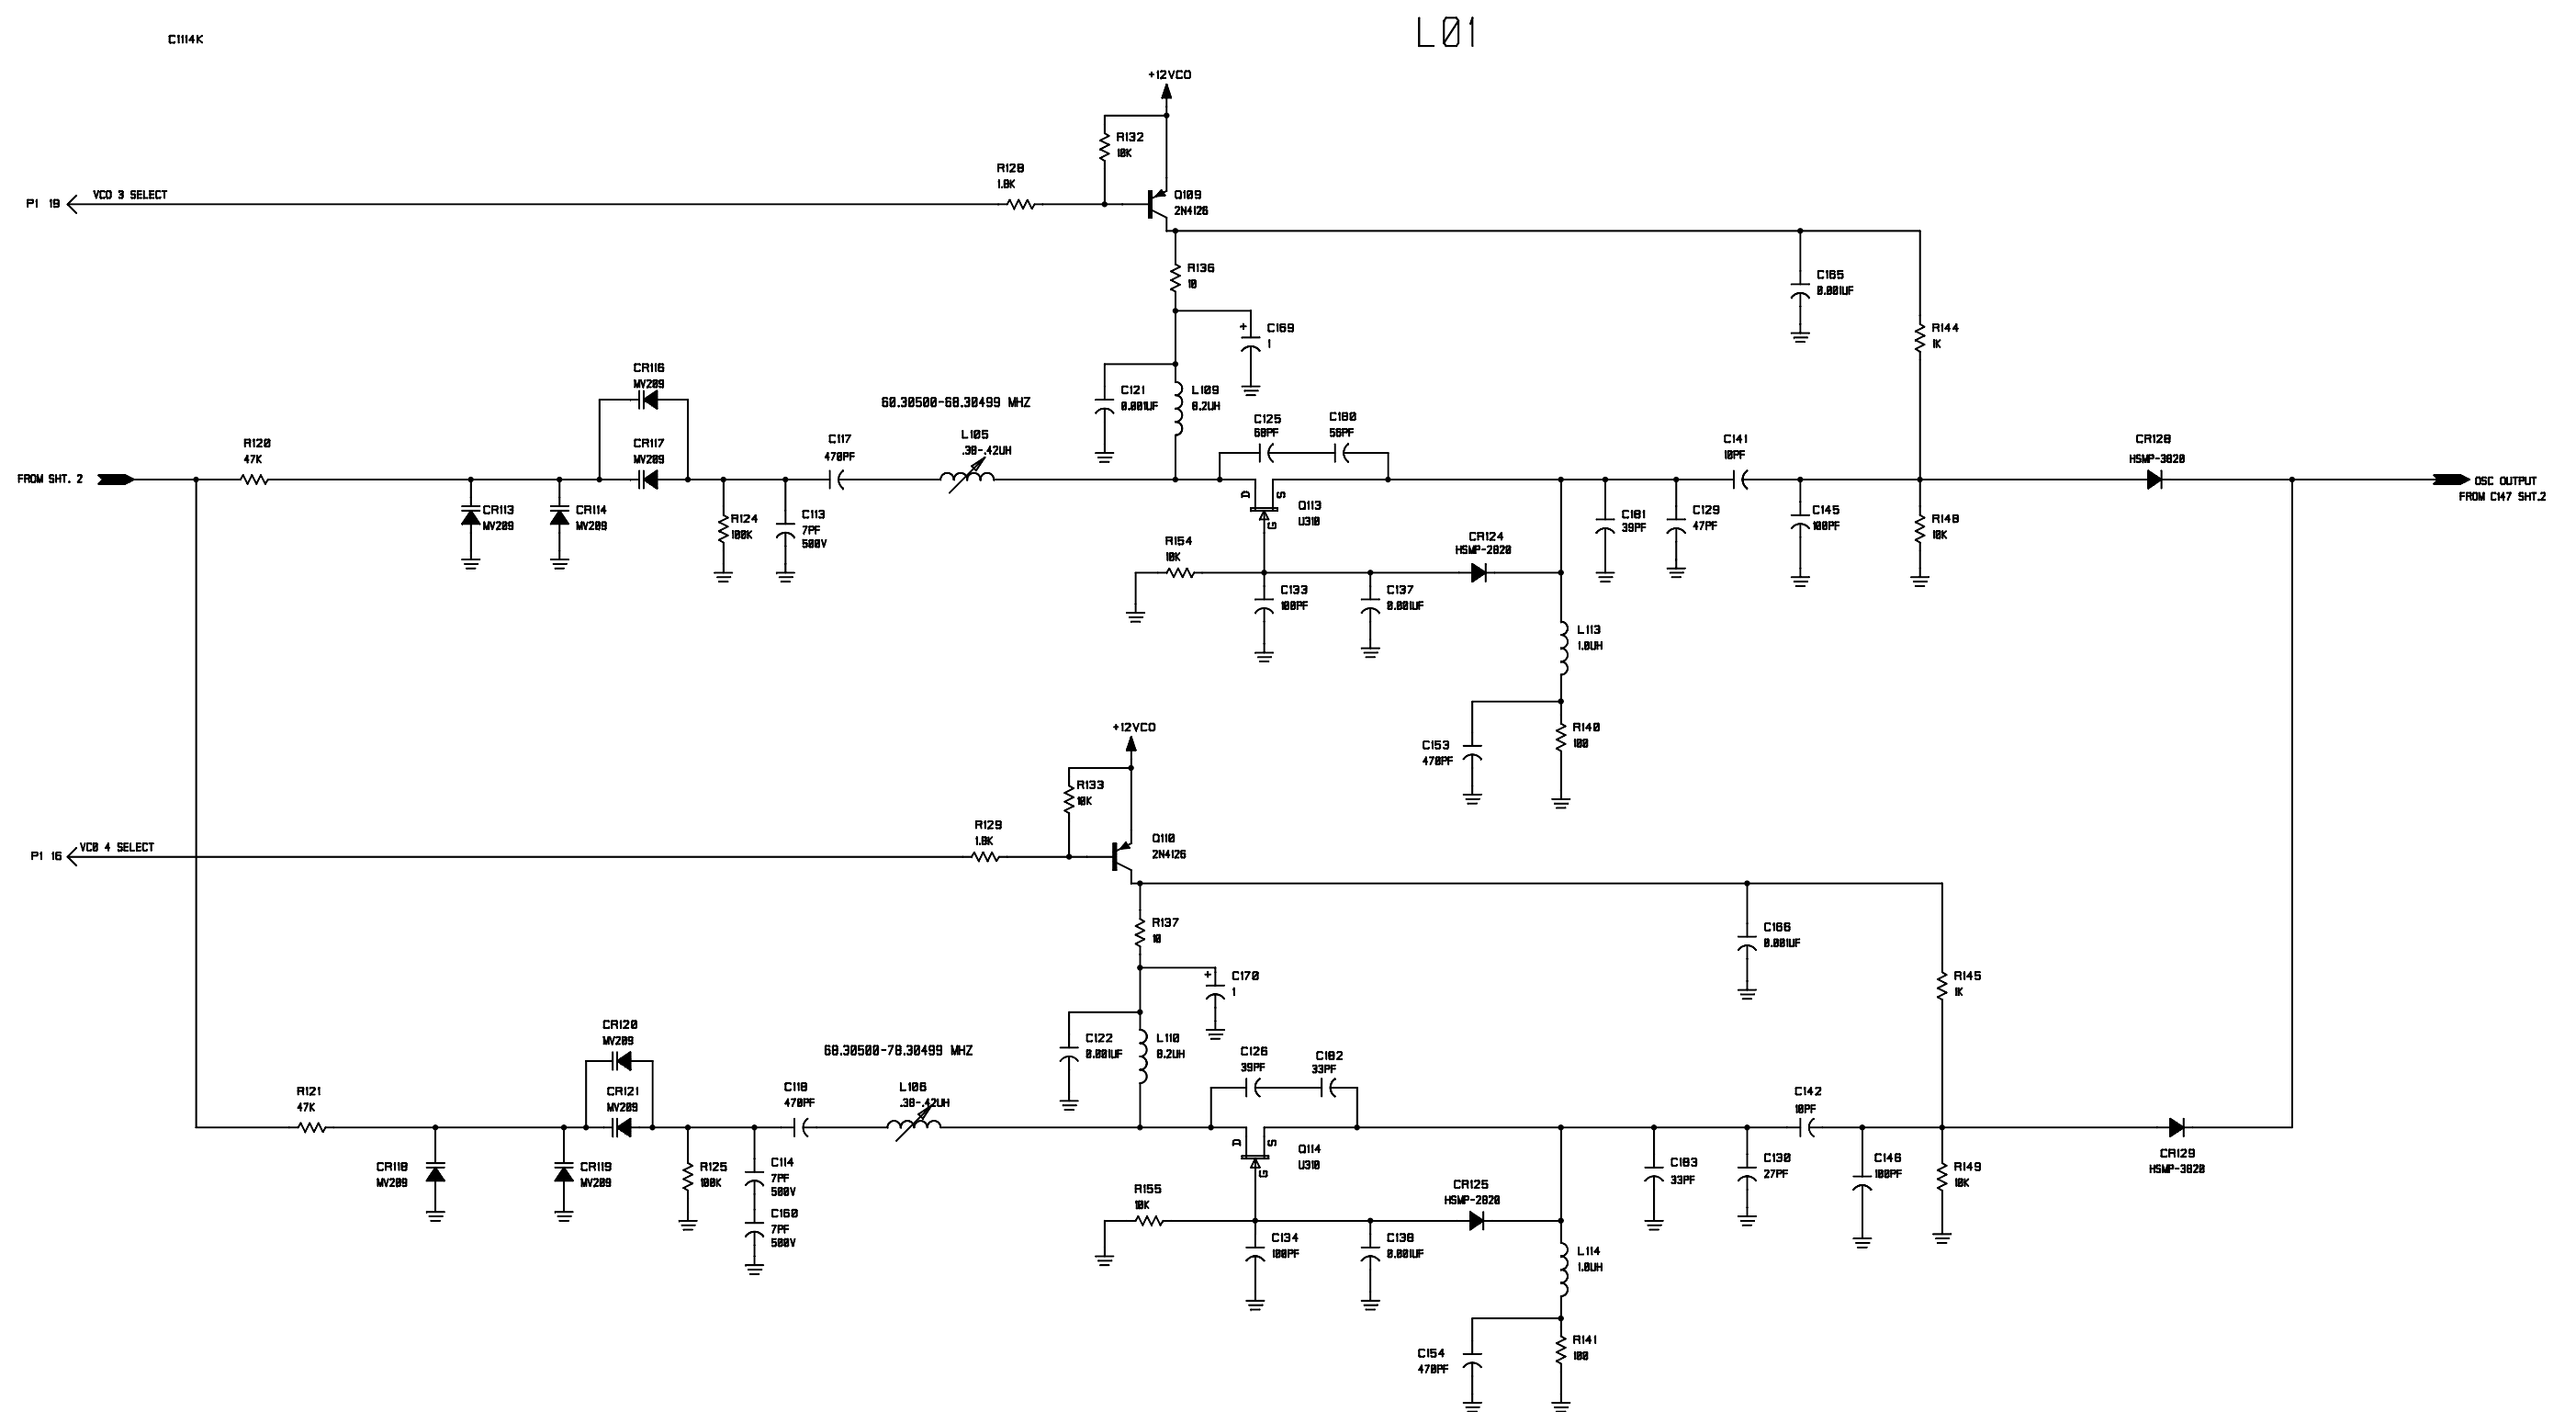 C1114K
L01
+12VCO
R132
10K
R128
1.8K
P1 19
VCO 3 SELECT
Q109
2N4126
R136
10
C165
0.001UF
C169
+
1
R144
1K
CR116
MV209
C121
0.001UF
L109
8.2UH
60.30500-68.30499 MHZ
C125
68PF
C180
56PF
R120
47K
CR117
MV209
C117
470PF
L105
.38-.42UH
C141
10PF
CR128
HSMP-3820
FROM SHT. 2
OSC OUTPUT
FROM C147 SHT.2
CR113
MV209
CR114
MV209
R124
100K
C113
7PF
500V
D
S
G
Q113
U310
C181
39PF
C129
47PF
C145
100PF
R148
10K
R154
10K
CR124
HSMP-2820
C133
100PF
C137
0.001UF
L113
1.0UH
+12VCO
R140
100
C153
470PF
R133
10K
R129
1.8K
Q110
2N4126
P1 16
VCO 4 SELECT
R137
10
C166
0.001UF
C170
+
1
R145
1K
CR120
MV209
C122
0.001UF
L110
8.2UH
68.30500-78.30499 MHZ
C126
39PF
C182
33PF
R121
47K
CR121
MV209
C118
470PF
L106
.38-.42UH
C142
10PF
CR118
MV209
CR119
MV209
R125
100K
C114
7PF
500V
D
S
G
Q114
U310
C183
33PF
C130
27PF
C146
100PF
R149
10K
CR129
HSMP-3820
R155
10K
CR125
HSMP-2820
C160
7PF
500V
C134
100PF
C138
0.001UF
L114
1.0UH
C154
470PF
R141
100